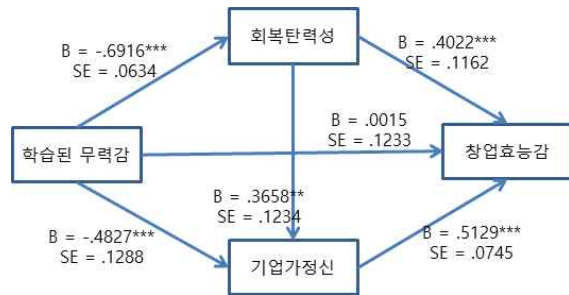 회복탄력성
B = -.6916***
SE = .0634
B = .4022***
SE = .1162
학습된 무력감
B = .0015
SE = .1233
창업효능감
B = .3658**
SE = .1234
B = -.4827***
SE = .1288
기업가정신
B = .5129***
SE = .0745